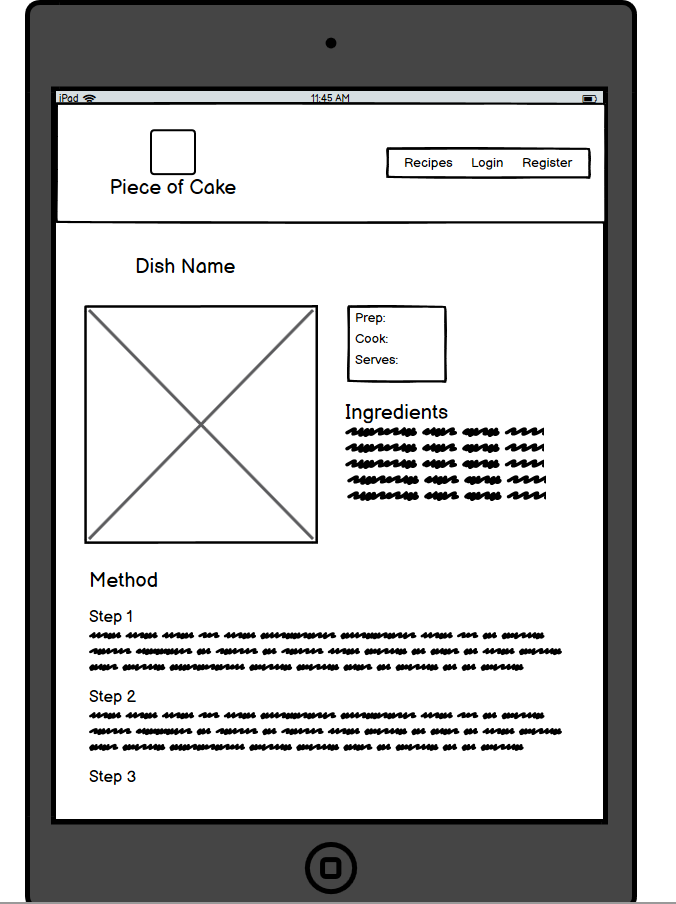 iPad 11:45 AM
Piece of Cake
Recipes Login Register
Dish Name
Prep:
Cook:
Serves:
Ingredients
Method
Step 1
Step 2
Step 3